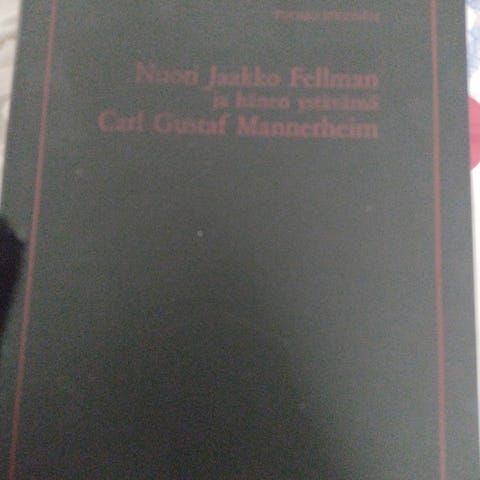 Nuori Jaakko Fellman
ja hänen ystävänsä
Carl Gustaf Mannerheim